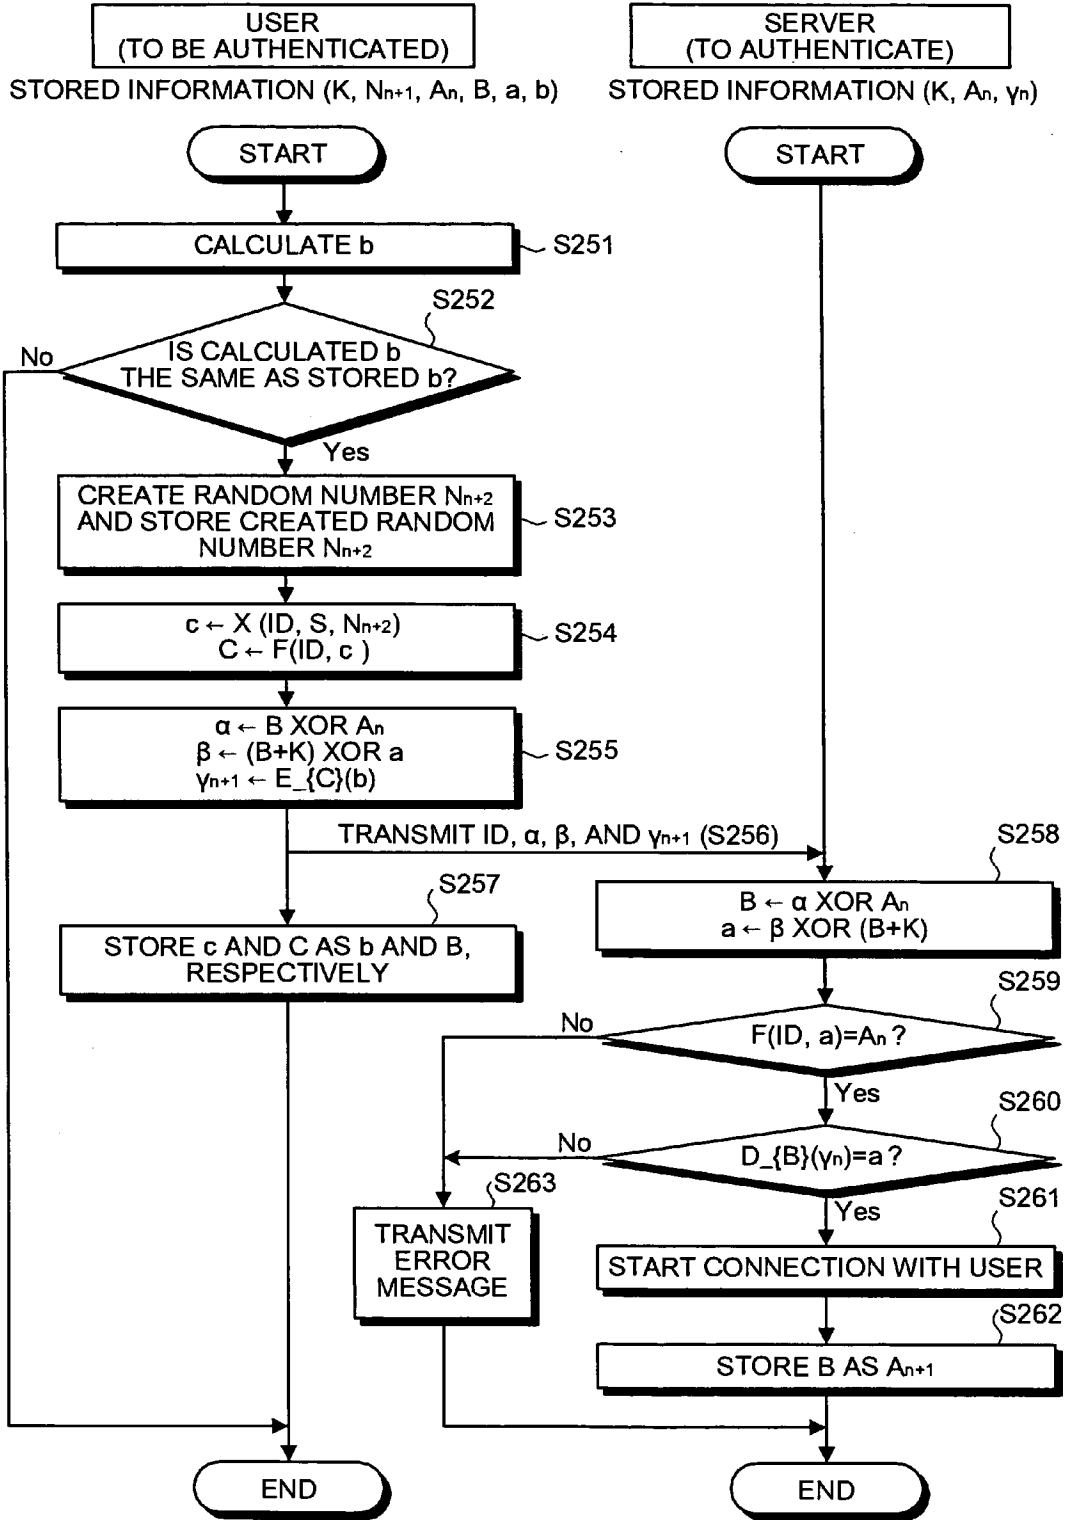 USER
(TO BE AUTHENTICATED)
STORED INFORMATION (K, Nn+1, An, B, a, b)
START
CALCULATE b
S251
S252
IS CALCULATED b
THE SAME AS STORED b?
No
Yes
CREATE RANDOM NUMBER Nn+2
AND STORE CREATED RANDOM
NUMBER Nn+2
S253
c ← X (ID, S, Nn+2)
C ← F(ID, c )
S254
α ← B XOR An
β ← (B+K) XOR a
γn+1 ← E_{C}(b)
S255
TRANSMIT ID, α, β, AND γn+1 (S256)
S257
STORE c AND C AS b AND B,
RESPECTIVELY
END
SERVER
(TO AUTHENTICATE)
STORED INFORMATION (K, An, γn)
START
S258
B ← α XOR An
a ← β XOR (B+K)
S259
F(ID, a)=An ?
No
Yes
S260
D_{B}(γn)=a ?
No
Yes
S263
TRANSMIT
ERROR
MESSAGE
S261
START CONNECTION WITH USER
S262
STORE B AS An+1
END